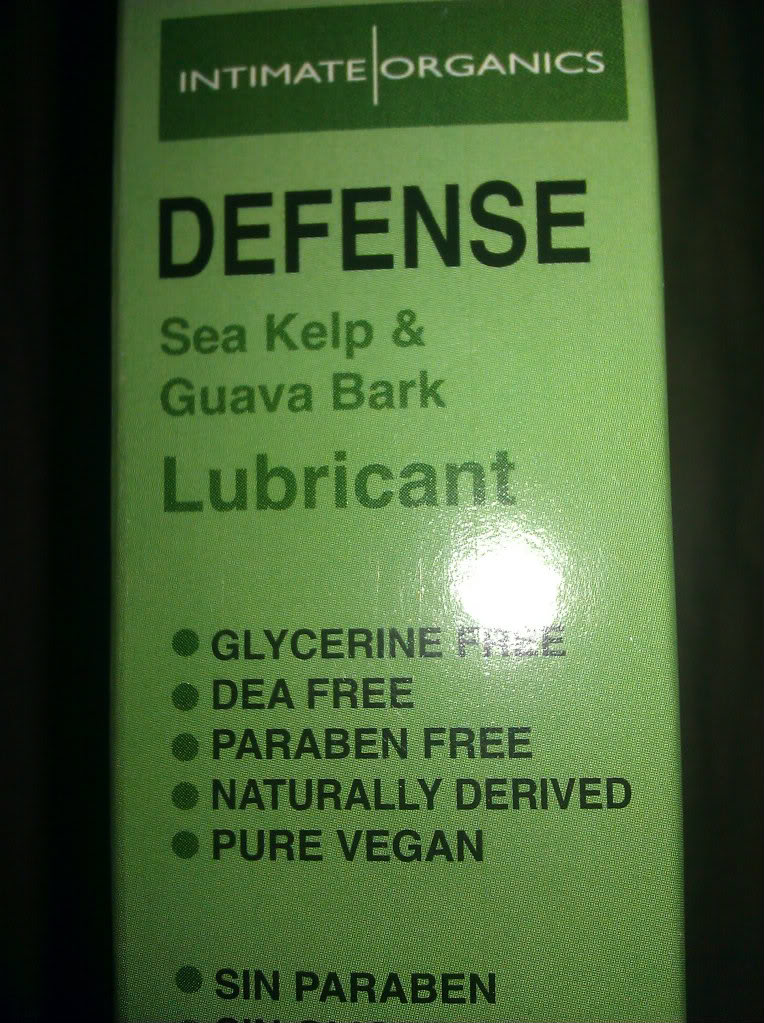 INTIMATE ORGANICS
DEFENSE
Sea Kelp &
Guava Bark
Lubricant
GLYCERINE FREE
DEA FREE
PARABEN FREE
NATURALLY DERIVED
PURE VEGAN
SIN PARABEN